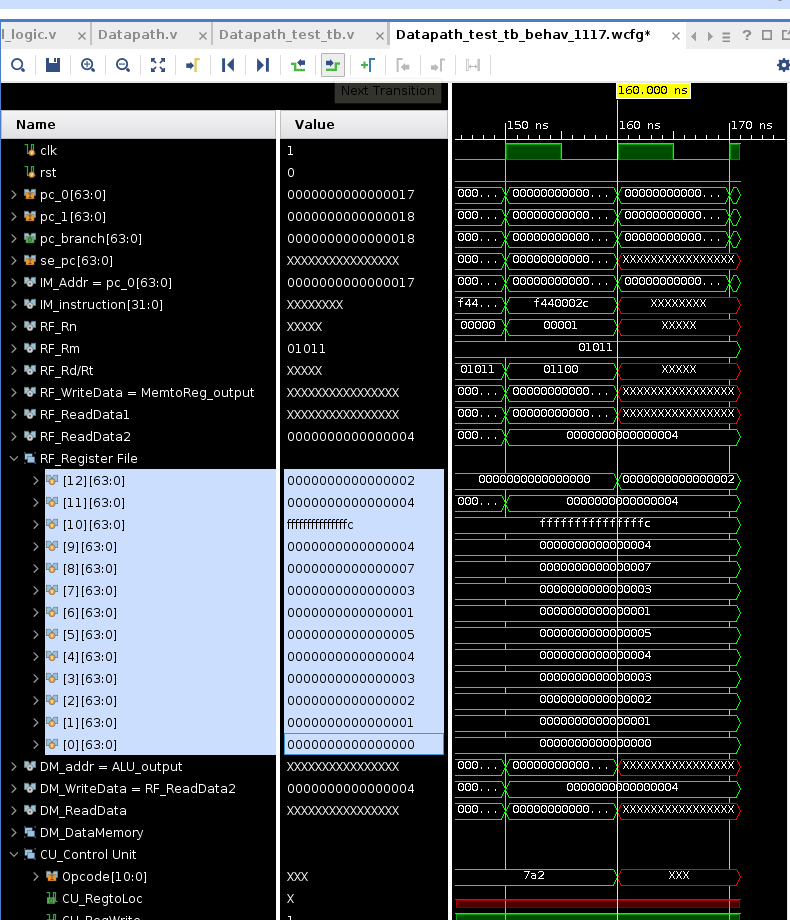 l_logic.v × Datapath.v × Datapath_test_tb.v × Datapath_test_tb_behav_1117.wcfg* × ?
Next Transition 160.000 ns
Name Value 150 ns 160 ns 170 ns
clk 1
rst 0
pc_0[63:0] 0000000000000017 000... 00000000000... 00000000000...
pc_1[63:0] 0000000000000018 000... 00000000000... 00000000000...
pc_branch[63:0] 0000000000000018 000... 00000000000... 00000000000...
se_pc[63:0] XXXXXXXXXXXXXXXX 000... 00000000000... XXXXXXXXXXXXXXXX
IM_Addr = pc_0[63:0] 0000000000000017 000... 00000000000... 00000000000...
IM_instruction[31:0] XXXXXXXX f44... f440002c XXXXXXXX
RF_Rn XXXXX 00000 00001 XXXXX
RF_Rm 01011 01011
RF_Rd/Rt XXXXX 01011 01100 XXXXX
RF_WriteData = MemtoReg_output XXXXXXXXXXXXXXXX 000... 00000000000... XXXXXXXXXXXXXXXX
RF_ReadData1 XXXXXXXXXXXXXXXX 000... 00000000000... XXXXXXXXXXXXXXXX
RF_ReadData2 0000000000000004 000... 0000000000000004
RF_Register File
[12][63:0] 0000000000000002 0000000000000000 0000000000000002
[11][63:0] 0000000000000004 000... 0000000000000004
[10][63:0] fffffffffffffffc fffffffffffffffc
[9][63:0] 0000000000000004 0000000000000004
[8][63:0] 0000000000000007 0000000000000007
[7][63:0] 0000000000000003 0000000000000003
[6][63:0] 0000000000000001 0000000000000001
[5][63:0] 0000000000000005 0000000000000005
[4][63:0] 0000000000000004 0000000000000004
[3][63:0] 0000000000000003 0000000000000003
[2][63:0] 0000000000000002 0000000000000002
[1][63:0] 0000000000000001 0000000000000001
[0][63:0] 0000000000000000 0000000000000000
DM_addr = ALU_output XXXXXXXXXXXXXXXX 000... 00000000000... XXXXXXXXXXXXXXXX
DM_WriteData = RF_ReadData2 0000000000000004 000... 0000000000000004
DM_ReadData XXXXXXXXXXXXXXXX 000... 00000000000... XXXXXXXXXXXXXXXX
DM_DataMemory
CU_Control Unit
Opcode[10:0] XXX 7a2 XXX
CU_RegtoLoc X
CU_RegWrite 1